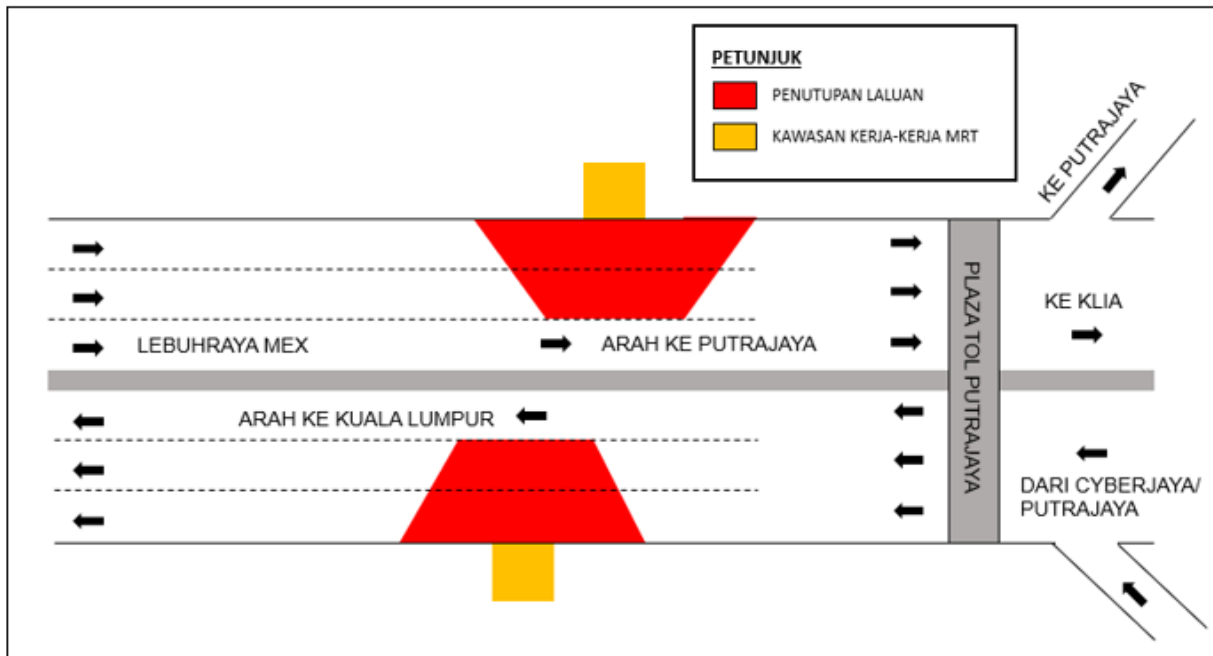 PETUNJUK
PENUTUPAN LALUAN
KAWASAN KERJA-KERJA MRT
KE PUTRAJAYA
PLAZA TOL PUTRAJAYA
KE KLIA
LEBUHRAYA MEX
ARAH KE PUTRAJAYA
ARAH KE KUALA LUMPUR
DARI CYBERJAYA/
PUTRAJAYA